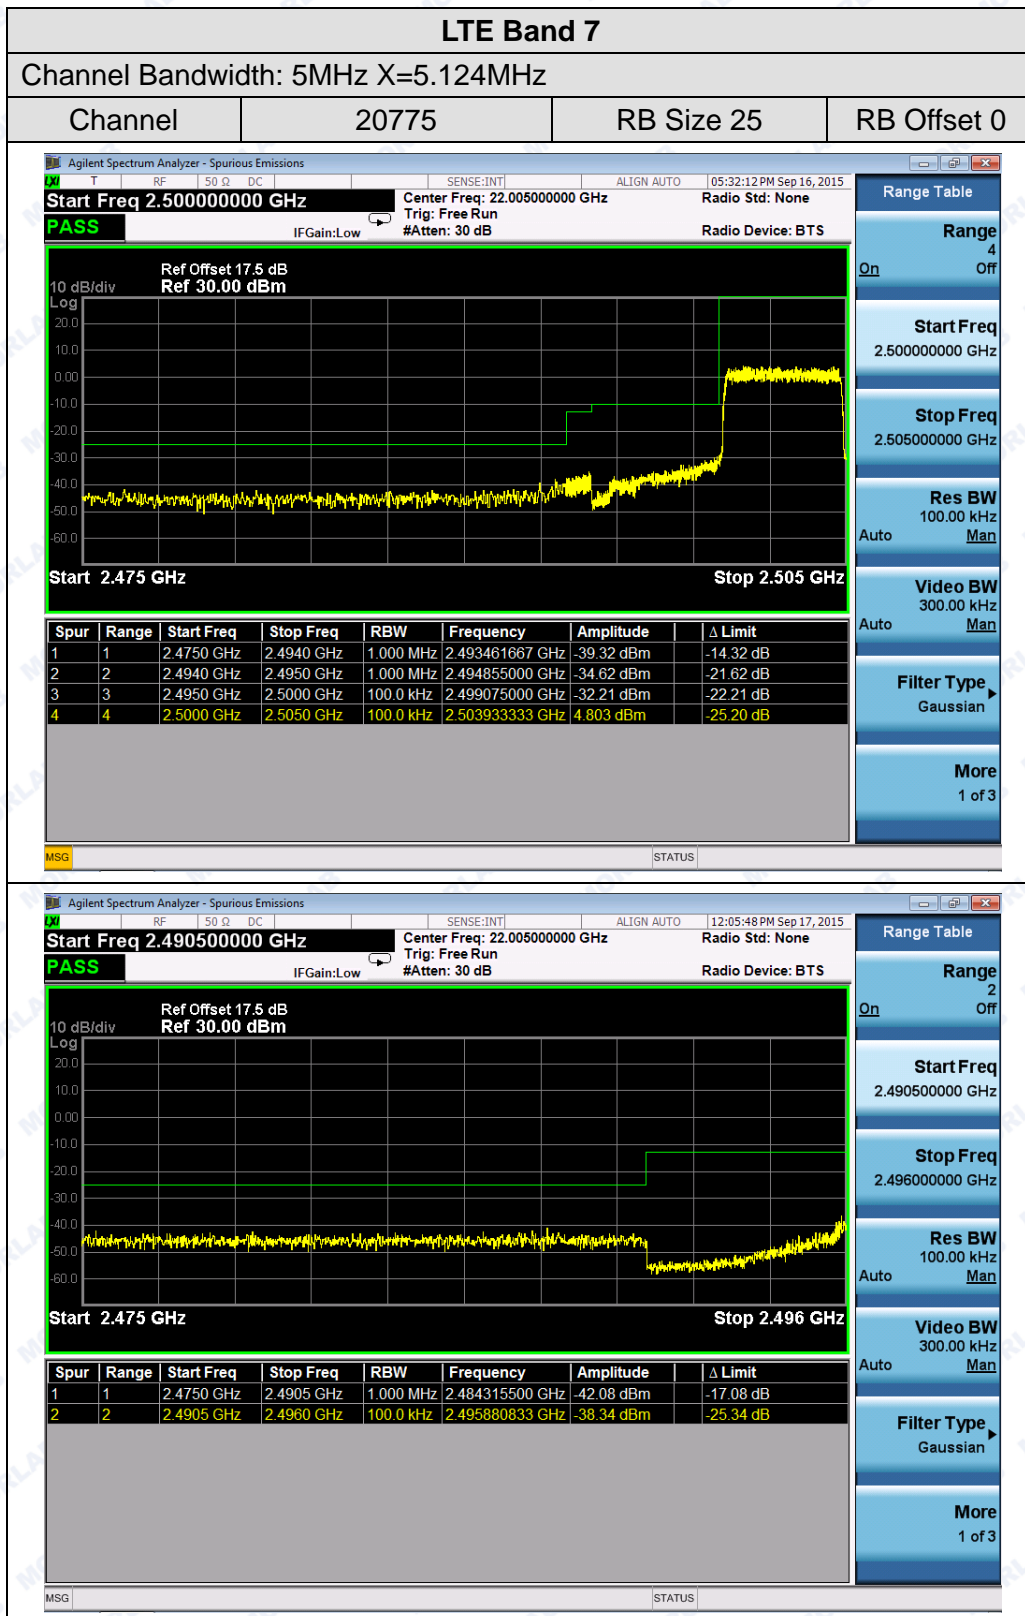 LTE Band 7
Channel Bandwidth: 5MHz X=5.124MHz
Channel 20775 RB Size 25 RB Offset 0
Agilent Spectrum Analyzer - Spurious Emissions
LXI T RF 50 Ω DC SENSE:INT ALIGN AUTO 05:32:12 PM Sep 16, 2015
Start Freq 2.500000000 GHz Center Freq: 22.005000000 GHz Radio Std: None
Trig: Free Run
PASS IFGain:Low #Atten: 30 dB Radio Device: BTS
Ref Offset 17.5 dB
10 dB/div Ref 30.00 dBm
Log
20.0
10.0
0.00
-10.0
-20.0
-30.0
-40.0
-50.0
-60.0
Start 2.475 GHz Stop 2.505 GHz
Spur Range Start Freq Stop Freq RBW Frequency Amplitude Δ Limit
1 1 2.4750 GHz 2.4940 GHz 1.000 MHz 2.493461667 GHz -39.32 dBm -14.32 dB
2 2 2.4940 GHz 2.4950 GHz 1.000 MHz 2.494855000 GHz -34.62 dBm -21.62 dB
3 3 2.4950 GHz 2.5000 GHz 100.0 kHz 2.499075000 GHz -32.21 dBm -22.21 dB
4 4 2.5000 GHz 2.5050 GHz 100.0 kHz 2.503933333 GHz 4.803 dBm -25.20 dB
MSG STATUS
Range Table
Range
4
On Off
Start Freq
2.500000000 GHz
Stop Freq
2.505000000 GHz
Res BW
100.00 kHz
Auto Man
Video BW
300.00 kHz
Auto Man
Filter Type
Gaussian
More
1 of 3
Agilent Spectrum Analyzer - Spurious Emissions
LXI RF 50 Ω DC SENSE:INT ALIGN AUTO 12:05:48 PM Sep 17, 2015
Start Freq 2.490500000 GHz Center Freq: 22.005000000 GHz Radio Std: None
Trig: Free Run
PASS IFGain:Low #Atten: 30 dB Radio Device: BTS
Ref Offset 17.5 dB
10 dB/div Ref 30.00 dBm
Log
20.0
10.0
0.00
-10.0
-20.0
-30.0
-40.0
-50.0
-60.0
Start 2.475 GHz Stop 2.496 GHz
Spur Range Start Freq Stop Freq RBW Frequency Amplitude Δ Limit
1 1 2.4750 GHz 2.4905 GHz 1.000 MHz 2.484315500 GHz -42.08 dBm -17.08 dB
2 2 2.4905 GHz 2.4960 GHz 100.0 kHz 2.495880833 GHz -38.34 dBm -25.34 dB
MSG STATUS
Range Table
Range
2
On Off
Start Freq
2.490500000 GHz
Stop Freq
2.496000000 GHz
Res BW
100.00 kHz
Auto Man
Video BW
300.00 kHz
Auto Man
Filter Type
Gaussian
More
1 of 3